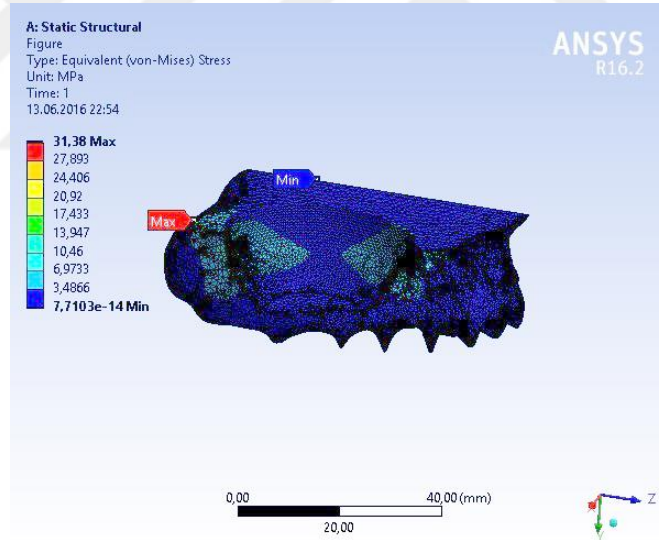 A: Static Structural
Figure
Type: Equivalent (von-Mises) Stress
Unit: MPa
Time: 1
13.06.2016 22:54
ANSYS
R16.2
31,38 Max
27,893
24,406
20,92
17,433
13,947
10,46
6,9733
3,4866
7,7103e-14 Min
Min
Max
0,00
40,00 (mm)
20,00
Z
Y